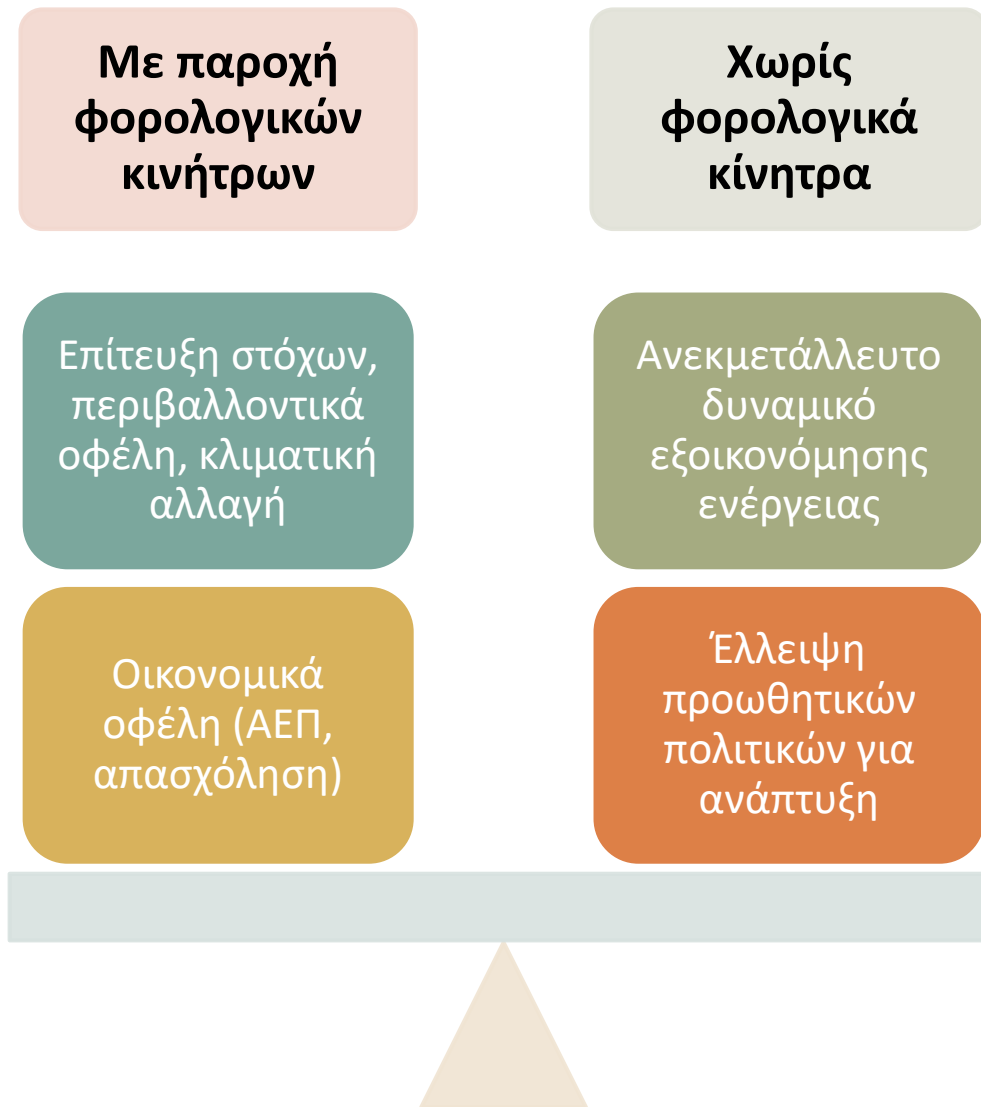 Με παροχή
φορολογικών
κινήτρων
Χωρίς
φορολογικά
κίνητρα
Επίτευξη στόχων,
περιβαλλοντικά
οφέλη, κλιματική
αλλαγή
Ανεκμετάλλευτο
δυναμικό
εξοικονόμησης
ενέργειας
Οικονομικά
οφέλη (ΑΕΠ,
απασχόληση)
Έλλειψη
προωθητικών
πολιτικών για
ανάπτυξη